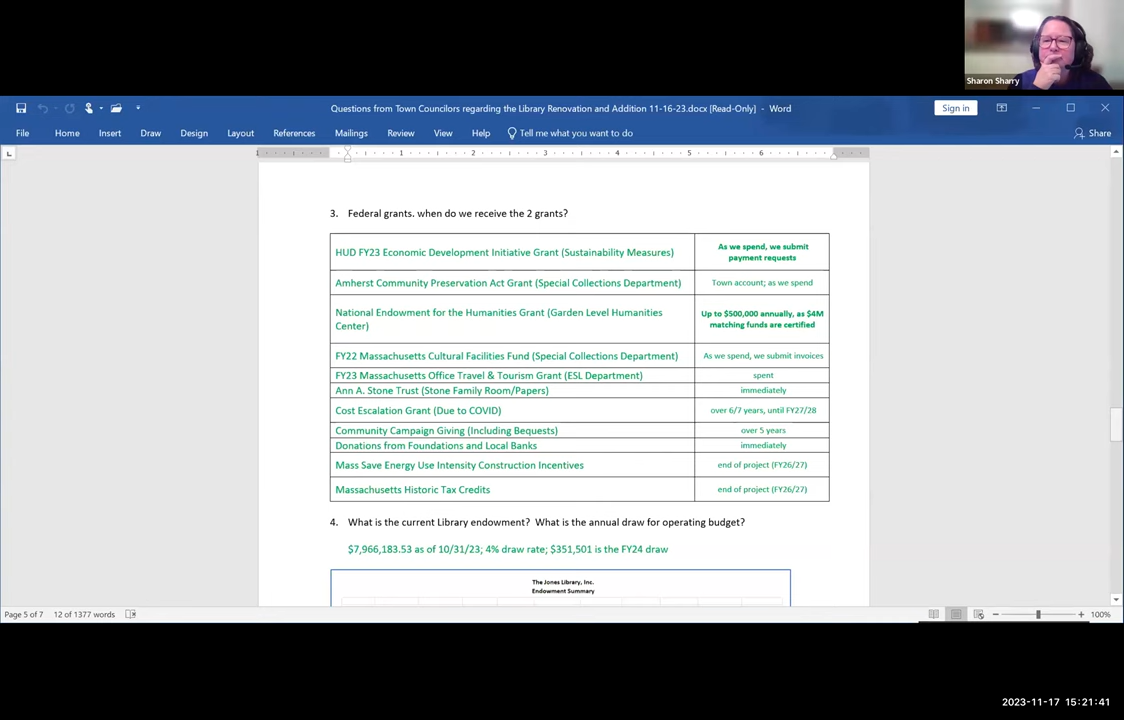 Sharon Sharry
Questions from Town Councilors regarding the Library Renovation and Addition 11-16-23.docx [Read-Only] - Word
Sign in
File Home Insert Draw Design Layout References Mailings Review View Help Tell me what you want to do Share
1 1 2 3 4 5 6
3. Federal grants. when do we receive the 2 grants?
HUD FY23 Economic Development Initiative Grant (Sustainability Measures)
As we spend, we submit
payment requests
Amherst Community Preservation Act Grant (Special Collections Department)
Town account; as we spend
National Endowment for the Humanities Grant (Garden Level Humanities
Center)
Up to $500,000 annually, as $4M
matching funds are certified
FY22 Massachusetts Cultural Facilities Fund (Special Collections Department)
As we spend, we submit invoices
FY23 Massachusetts Office Travel & Tourism Grant (ESL Department)
spent
Ann A. Stone Trust (Stone Family Room/Papers)
immediately
Cost Escalation Grant (Due to COVID)
over 6/7 years, until FY27/28
Community Campaign Giving (Including Bequests)
over 5 years
Donations from Foundations and Local Banks
immediately
Mass Save Energy Use Intensity Construction Incentives
end of project (FY26/27)
Massachusetts Historic Tax Credits
end of project (FY26/27)
4. What is the current Library endowment? What is the annual draw for operating budget?
$7,966,183.53 as of 10/31/23; 4% draw rate; $351,501 is the FY24 draw
The Jones Library, Inc.
Endowment Summary
Page 5 of 7 12 of 1377 words
100%
2023-11-17 15:21:41